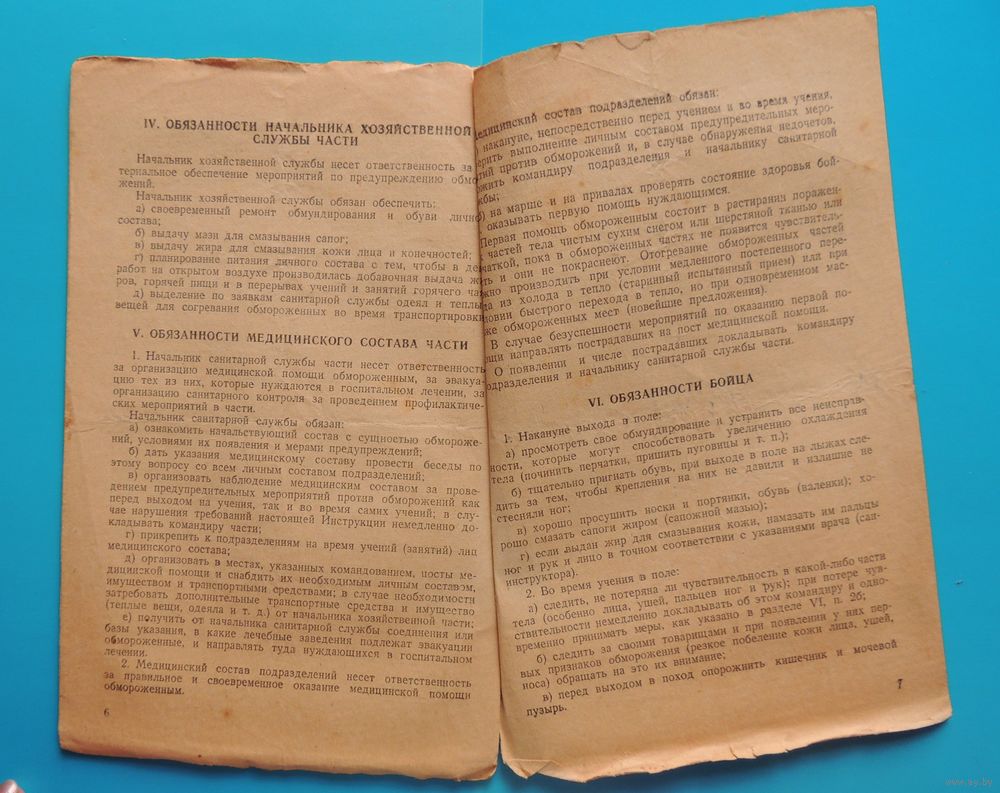 IV. ОБЯЗАННОСТИ НАЧАЛЬНИКА ХОЗЯЙСТВЕННОЙ
СЛУЖБЫ ЧАСТИ
Начальник хозяйственной службы несет ответственность за
териальное обеспечение мероприятий по предупреждению обмо
жений.
Начальник хозяйственной службы обязан обеспечить:
а) своевременный ремонт обмундирования и обуви лично
состава;
б) выдачу мази для смазывания сапог;
в) выдачу жира для смазывания кожи лица и конечностей;
г) планирование питания личного состава с тем, чтобы в де
работ на открытом воздухе производилась добавочная выдача жи
ров, горячей пищи и в перерывах учений и занятий горячего ча
д) выделение по заявкам санитарной службы одеял и теплы
вещей для согревания обмороженных во время транспортировки
V. ОБЯЗАННОСТИ МЕДИЦИНСКОГО СОСТАВА ЧАСТИ
1. Начальник санитарной службы части несет ответственность
за организацию медицинской помощи обмороженным, за эвакуа-
цию тех из них, которые нуждаются в госпитальном лечении, за
организацию санитарного контроля за проведением профилактиче-
ских мероприятий в части.
Начальник санитарной службы обязан:
а) ознакомить начальствующий состав с сущностью обмороже-
ний, условиями их появления и мерами предупреждений;
б) дать указания медицинскому составу провести беседы по
этому вопросу со всем личным составом подразделений;
в) организовать наблюдение медицинским составом за прове-
дением предупредительных мероприятий против обморожений как
перед выходом на учения, так и во время самих учений; в слу-
чае нарушения требований настоящей Инструкции немедленно до-
кладывать командиру части;
г) прикрепить к подразделениям на время учений (занятий) лиц
медицинского состава;
д) организовать в местах, указанных командованием, посты ме-
дицинской помощи и снабдить их необходимым личным составом,
имуществом и транспортными средствами; в случае необходимости
затребовать дополнительные транспортные средства и имущество
(теплые вещи, одеяла и т. д.) от начальника хозяйственной части;
е) получить от начальника санитарной службы соединения или
базы указания, в какие лечебные заведения подлежат эвакуации
обмороженные, и направлять туда нуждающихся в госпитальном
лечении.
2. Медицинский состав подразделений несет ответственность
за правильное и своевременное оказание медицинской помощи
обмороженным.
6
едицинский состав подразделений обязан:
) накануне, непосредственно перед учением и во время учения,
ерить выполнение личным составом предупредительных меро-
тий против обморожений и, в случае обнаружения недочетов,
ожить командиру подразделения и начальнику санитарной
жбы;
) на марше и на привалах проверять состояние здоровья бой-
оказывать первую помощь нуждающимся.
Первая помощь обмороженным состоит в растирании поражен-
частей тела чистым сухим снегом или шерстяной тканью или
чаткой, пока в обмороженных частях не появится чувствитель-
ть и они не покраснеют. Отогревание обмороженных частей
жно производить при условии медленного постепенного пере-
да из холода в тепло (старинный испытанный прием) или при
ловии быстрого перехода в тепло, но при одновременном мас-
же обмороженных мест (новейшие предложения).
В случае безуспешности мероприятий по оказанию первой по-
ощи направлять пострадавших на пост медицинской помощи.
О появлении и числе пострадавших докладывать командиру
одразделения и начальнику санитарной службы части.
VI. ОБЯЗАННОСТИ БОЙЦА
1. Накануне выхода в поле:
а) просмотреть свое обмундирование и устранить все неисправ-
ности, которые могут способствовать увеличению охлаждения
тела (починить перчатки, пришить пуговицы и т. п.);
б) тщательно пригнать обувь, при выходе в поле на лыжах сле-
дить за тем, чтобы крепления на них не давили и излишне не
стесняли ног;
в) хорошо просушить носки и портянки, обувь (валенки); хо-
рошо смазать сапоги жиром (сапожной мазью);
г) если выдан жир для смазывания кожи, намазать им пальцы
ног и рук и лицо в точном соответствии с указаниями врача (сан-
инструктора).
2. Во время учения в поле:
а) следить, не потеряна ли чувствительность в какой-либо части
тела (особенно лица, ушей, пальцев ног и рук); при потере чув-
ствительности немедленно докладывать об этом командиру и одно-
временно принимать меры, как указано в разделе VI, п. 2б;
б) следить за своими товарищами и при появлении у них пер-
вых признаков обморожения (резкое побеление кожи лица, ушей,
носа) обращать на это их внимание;
в) перед выходом в поход опорожнить кишечник и мочевой
пузырь.
7
www.ay.by